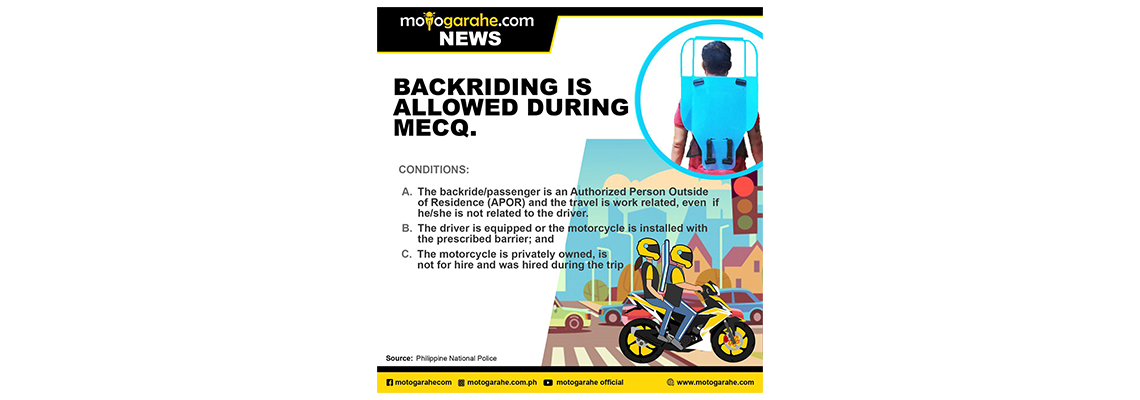 motogarahe.com
NEWS
BACKRIDING IS
ALLOWED DURING
MECQ.
CONDITIONS:
A. The backride/passenger is an Authorized Person Outside
of Residence (APOR) and the travel is work related, even if
he/she is not related to the driver.
B. The driver is equipped or the motorcycle is installed with
the prescribed barrier; and
C. The motorcycle is privately owned, is
not for hire and was hired during the trip
Source: Philippine National Police
motogarahecom motogarahe.com.ph motogarahe official www.motogarahe.com